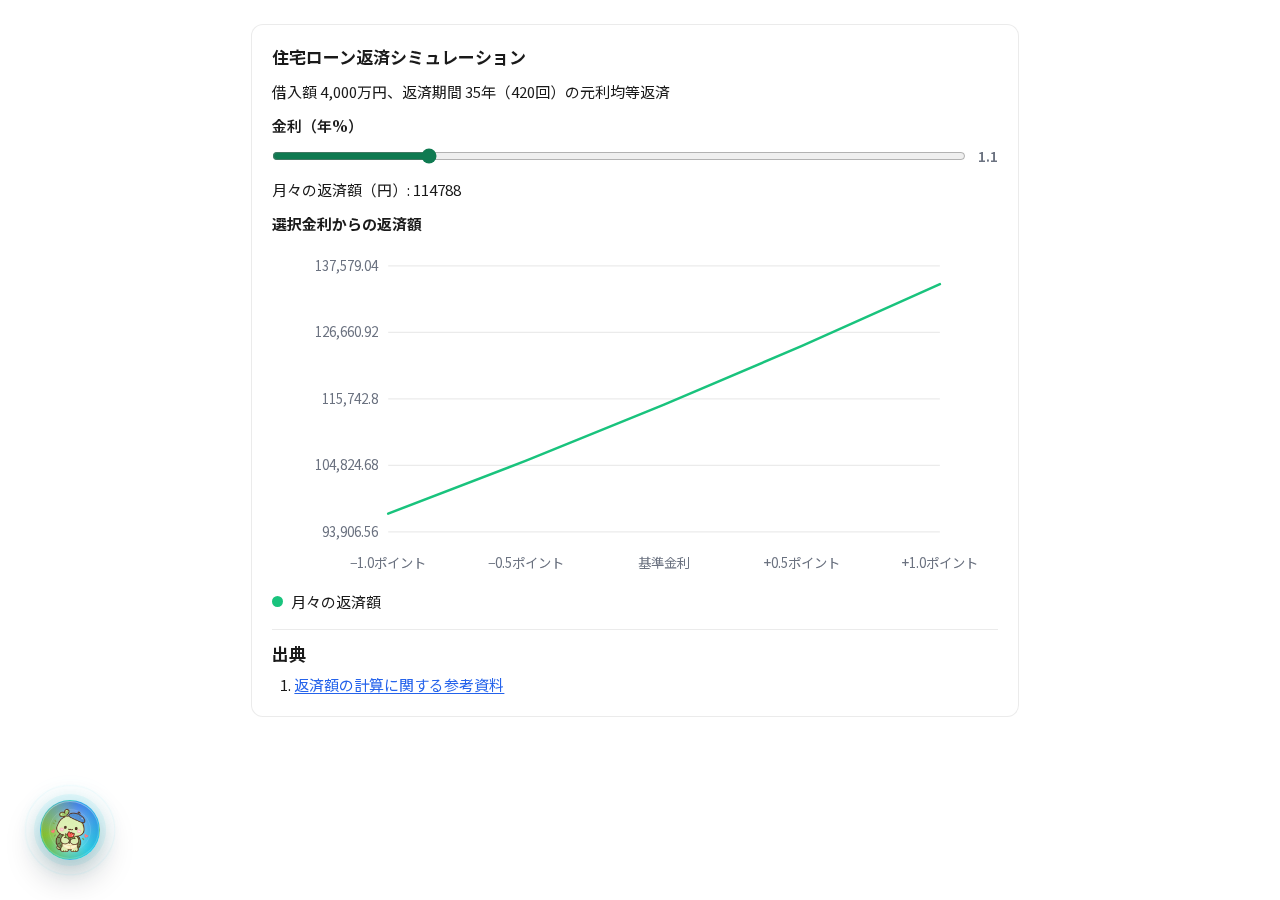 住宅ローン返済シミュレーション
借入額 4,000万円、返済期間 35年（420回）の元利均等返済
金利（年%）
1.1
月々の返済額（円）: 114788
選択金利からの返済額
137,579.04
126,660.92
115,742.8
104,824.68
93,906.56
−1.0ポイント
−0.5ポイント
基準金利
+0.5ポイント
+1.0ポイント
月々の返済額
出典
1. 返済額の計算に関する参考資料